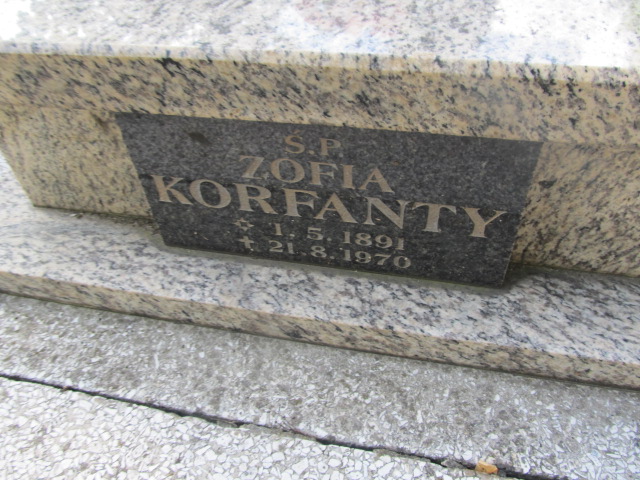 Ś.P.
ZOFIA
KORFANTY
☆ 1. 5. 1891
✝ 21. 8. 1970